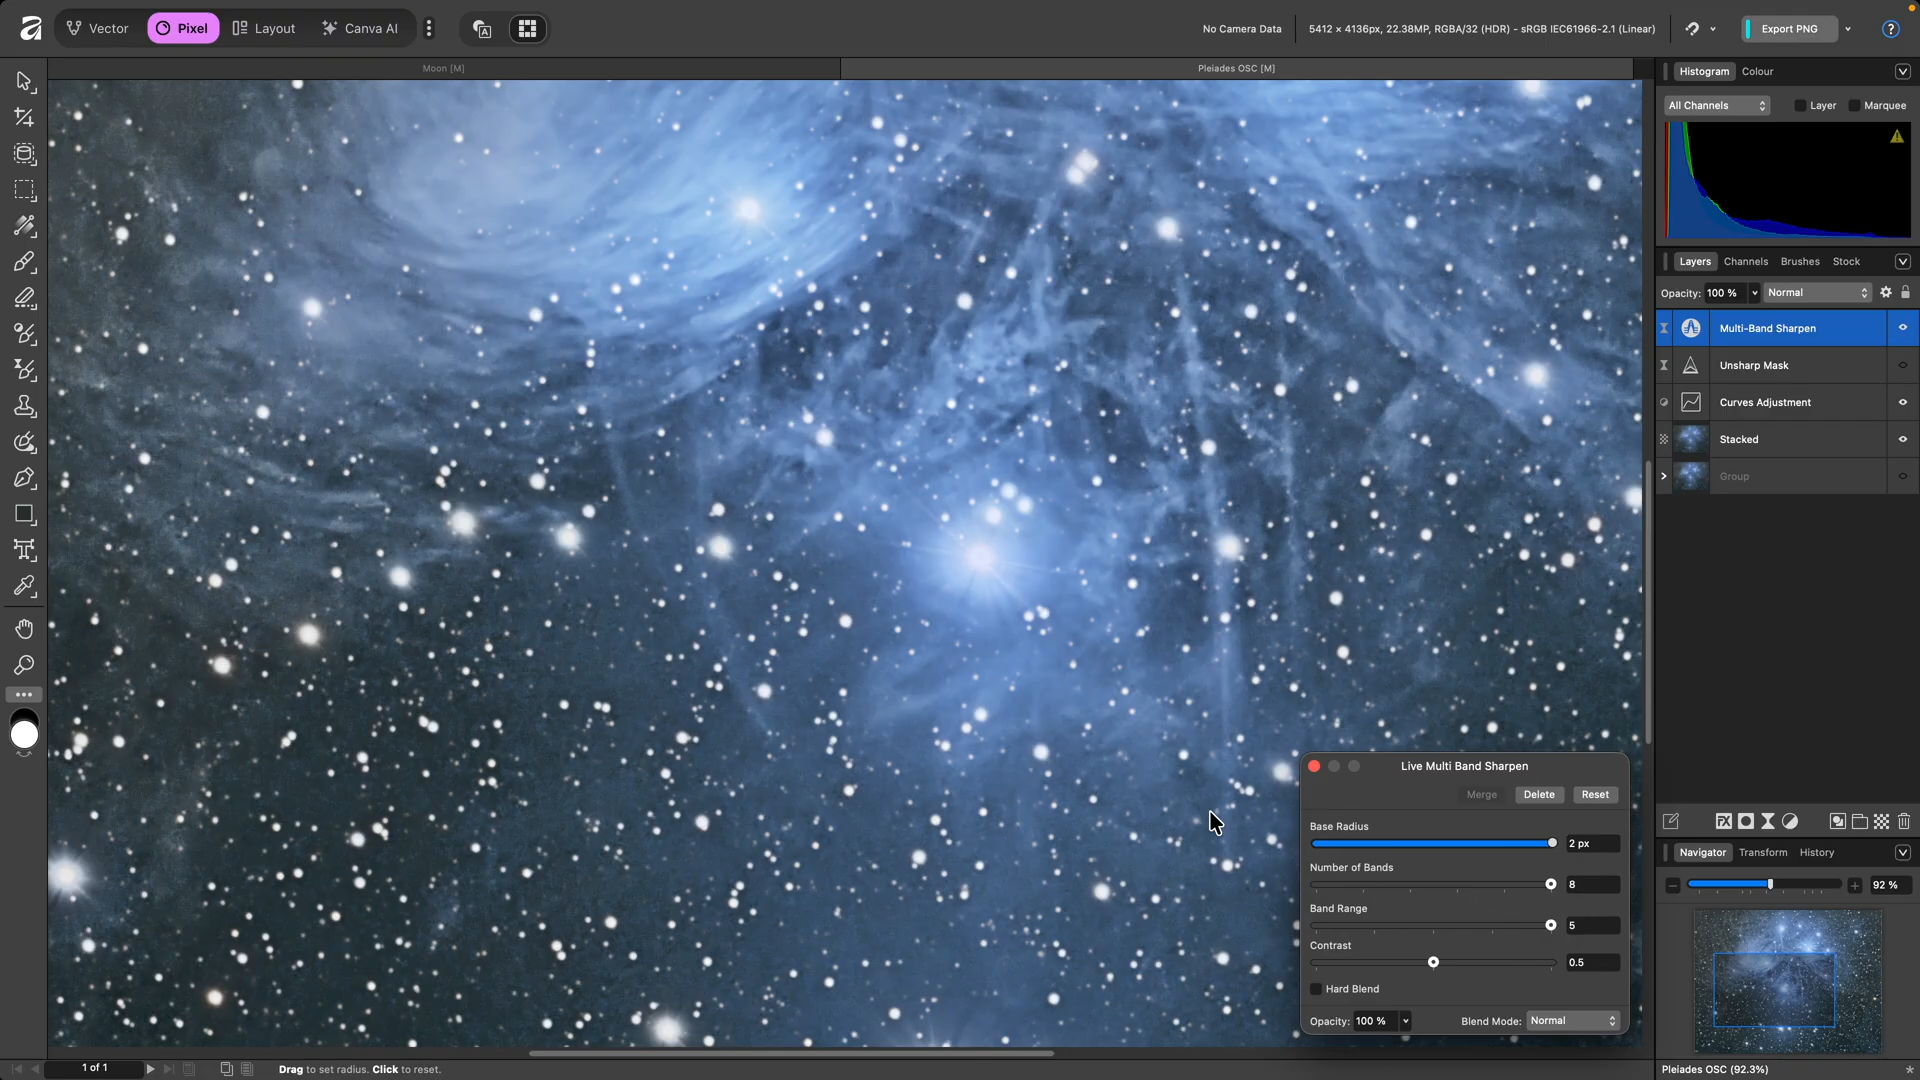 Vector
Pixel
Layout
Canva AI
No Camera Data
5412 × 4136px, 22.38MP, RGBA/32 (HDR) - sRGB IEC61966-2.1 (Linear)
Export PNG
Moon [M]
Pleiades OSC [M]
Histogram
Colour
All Channels
Layer
Marquee
Layers
Channels
Brushes
Stock
Opacity: 100 %
Normal
Multi-Band Sharpen
Unsharp Mask
Curves Adjustment
Stacked
Group
Live Multi Band Sharpen
Merge
Delete
Reset
Base Radius
2 px
Number of Bands
8
Band Range
5
Contrast
0.5
Hard Blend
Opacity: 100 %
Blend Mode: Normal
Navigator
Transform
History
92 %
1 of 1
Drag to set radius. Click to reset.
Pleiades OSC (92.3%)
*